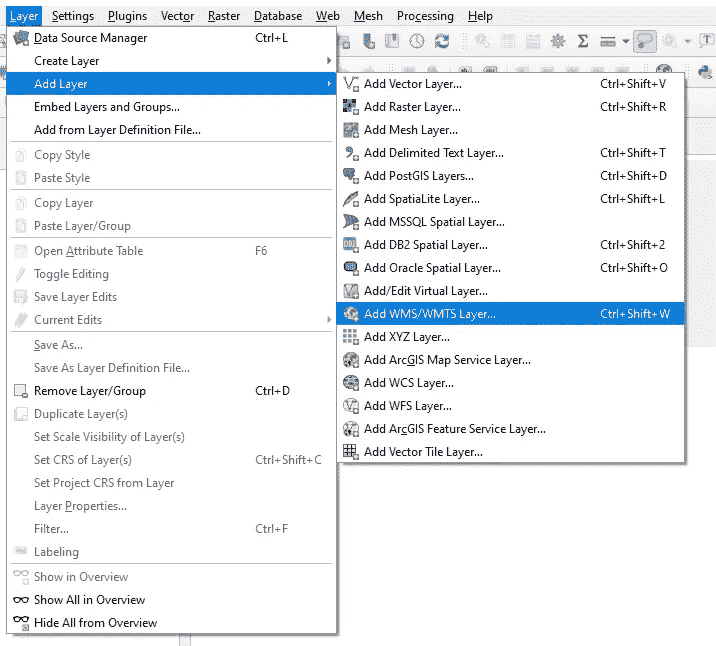 Layer Settings Plugins Vector Raster Database Web Mesh Processing Help
Data Source Manager Ctrl+L
Create Layer
Add Layer
Embed Layers and Groups...
Add from Layer Definition File...
Copy Style
Paste Style
Copy Layer
Paste Layer/Group
Open Attribute Table F6
Toggle Editing
Save Layer Edits
Current Edits
Save As...
Save As Layer Definition File...
Remove Layer/Group Ctrl+D
Duplicate Layer(s)
Set Scale Visibility of Layer(s)
Set CRS of Layer(s) Ctrl+Shift+C
Set Project CRS from Layer
Layer Properties...
Filter... Ctrl+F
Labeling
Show in Overview
Show All in Overview
Hide All from Overview
Add Vector Layer... Ctrl+Shift+V
Add Raster Layer... Ctrl+Shift+R
Add Mesh Layer...
Add Delimited Text Layer... Ctrl+Shift+T
Add PostGIS Layers... Ctrl+Shift+D
Add SpatiaLite Layer... Ctrl+Shift+L
Add MSSQL Spatial Layer...
Add DB2 Spatial Layer... Ctrl+Shift+2
Add Oracle Spatial Layer... Ctrl+Shift+O
Add/Edit Virtual Layer...
Add WMS/WMTS Layer... Ctrl+Shift+W
Add XYZ Layer...
Add ArcGIS Map Service Layer...
Add WCS Layer...
Add WFS Layer...
Add ArcGIS Feature Service Layer...
Add Vector Tile Layer...